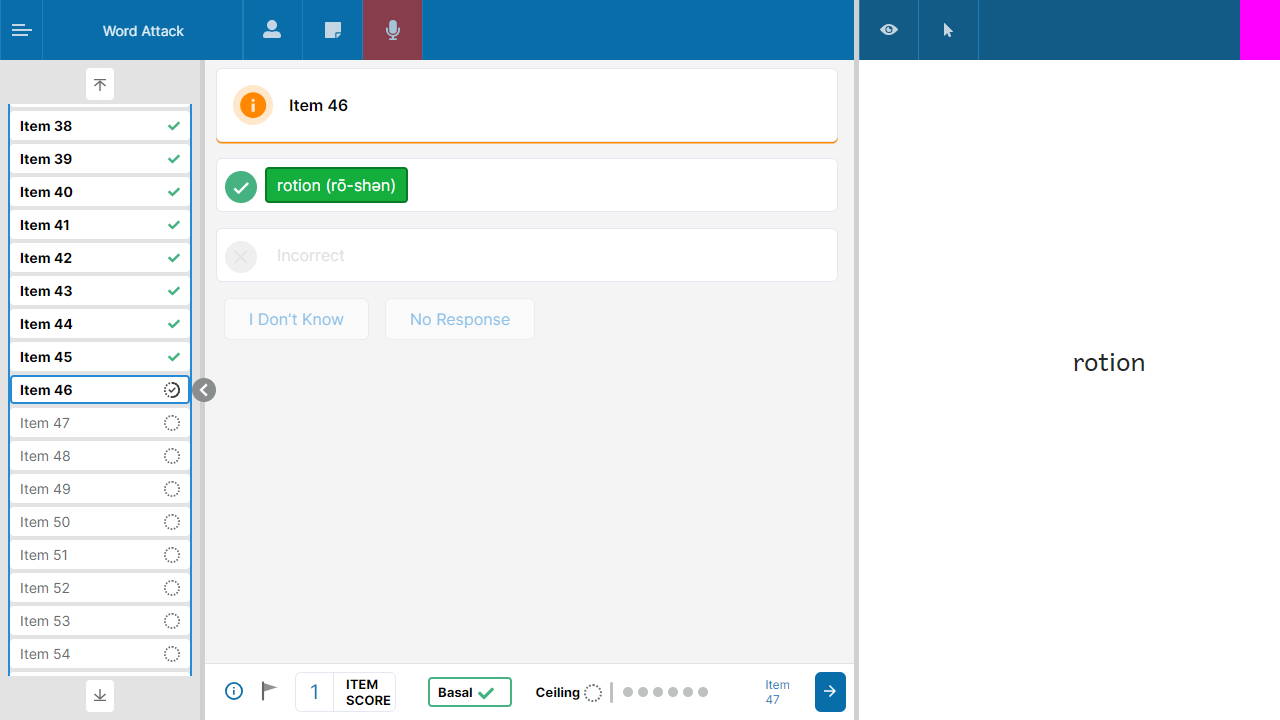 Word Attack
Item 38
Item 39
Item 40
Item 41
Item 42
Item 43
Item 44
Item 45
Item 46
Item 47
Item 48
Item 49
Item 50
Item 51
Item 52
Item 53
Item 54
Item 46
rotion (rō-shən)
Incorrect
I Don't Know
No Response
1
ITEM
SCORE
Basal
Ceiling
Item
47
rotion